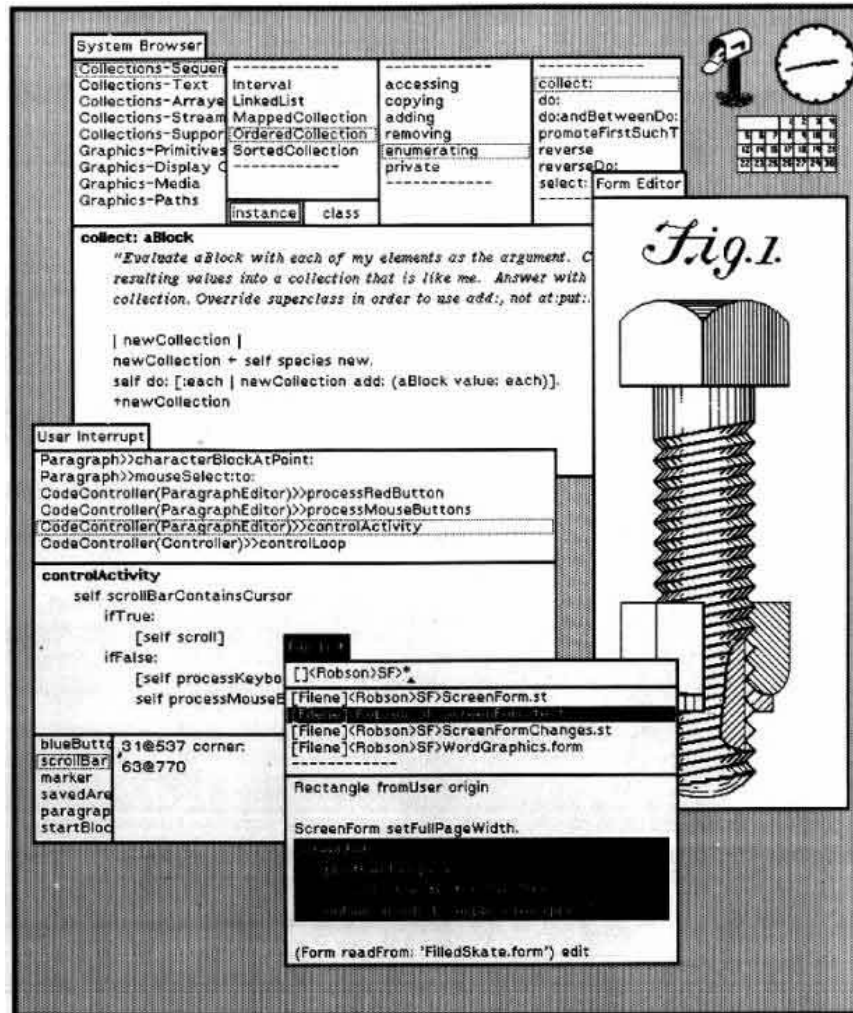 System Browser
Collections-Sequen
Collections-Text
Collections-Arraye
Collections-Stream
Collections-Suppor
Graphics-Primitives
Graphics-Display C
Graphics-Media
Graphics-Paths
------------
Interval
LinkedList
MappedCollection
OrderedCollection
SortedCollection
------------
instance
class
------------
accessing
copying
adding
removing
enumerating
private
------------
------------
collect:
do:
do:andBetweenDo:
promoteFirstSuchT
reverse
reverseDo:
select:
Form Editor
Fig.1.
collect: aBlock
"Evaluate aBlock with each of my elements as the argument. C
resulting values into a collection that is like me. Answer with
collection. Override superclass in order to use add:, not at:put:.
| newCollection |
newCollection ← self species new.
self do: [:each | newCollection add: (aBlock value: each)].
↑newCollection
User Interrupt
Paragraph>>characterBlockAtPoint:
Paragraph>>mouseSelect:to:
CodeController(ParagraphEditor)>>processRedButton
CodeController(ParagraphEditor)>>processMouseButtons
CodeController(ParagraphEditor)>>controlActivity
CodeController(Controller)>>controlLoop
controlActivity
self scrollBarContainsCursor
ifTrue:
[self scroll]
ifFalse:
[self processKeybo
self processMouseB
blueButto
scrollBar
marker
savedAre
paragrap
startBloc
31@537 corner:
63@770
[]<Robson>SF>*
[Filene]<Robson>SF>ScreenForm.st
[Filene]<Robson>SF>ScreenFormChanges.st
[Filene]<Robson>SF>WordGraphics.form
------------
Rectangle fromUser origin
ScreenForm setFullPageWidth.
(Form readFrom: 'FilledSkate.form') edit